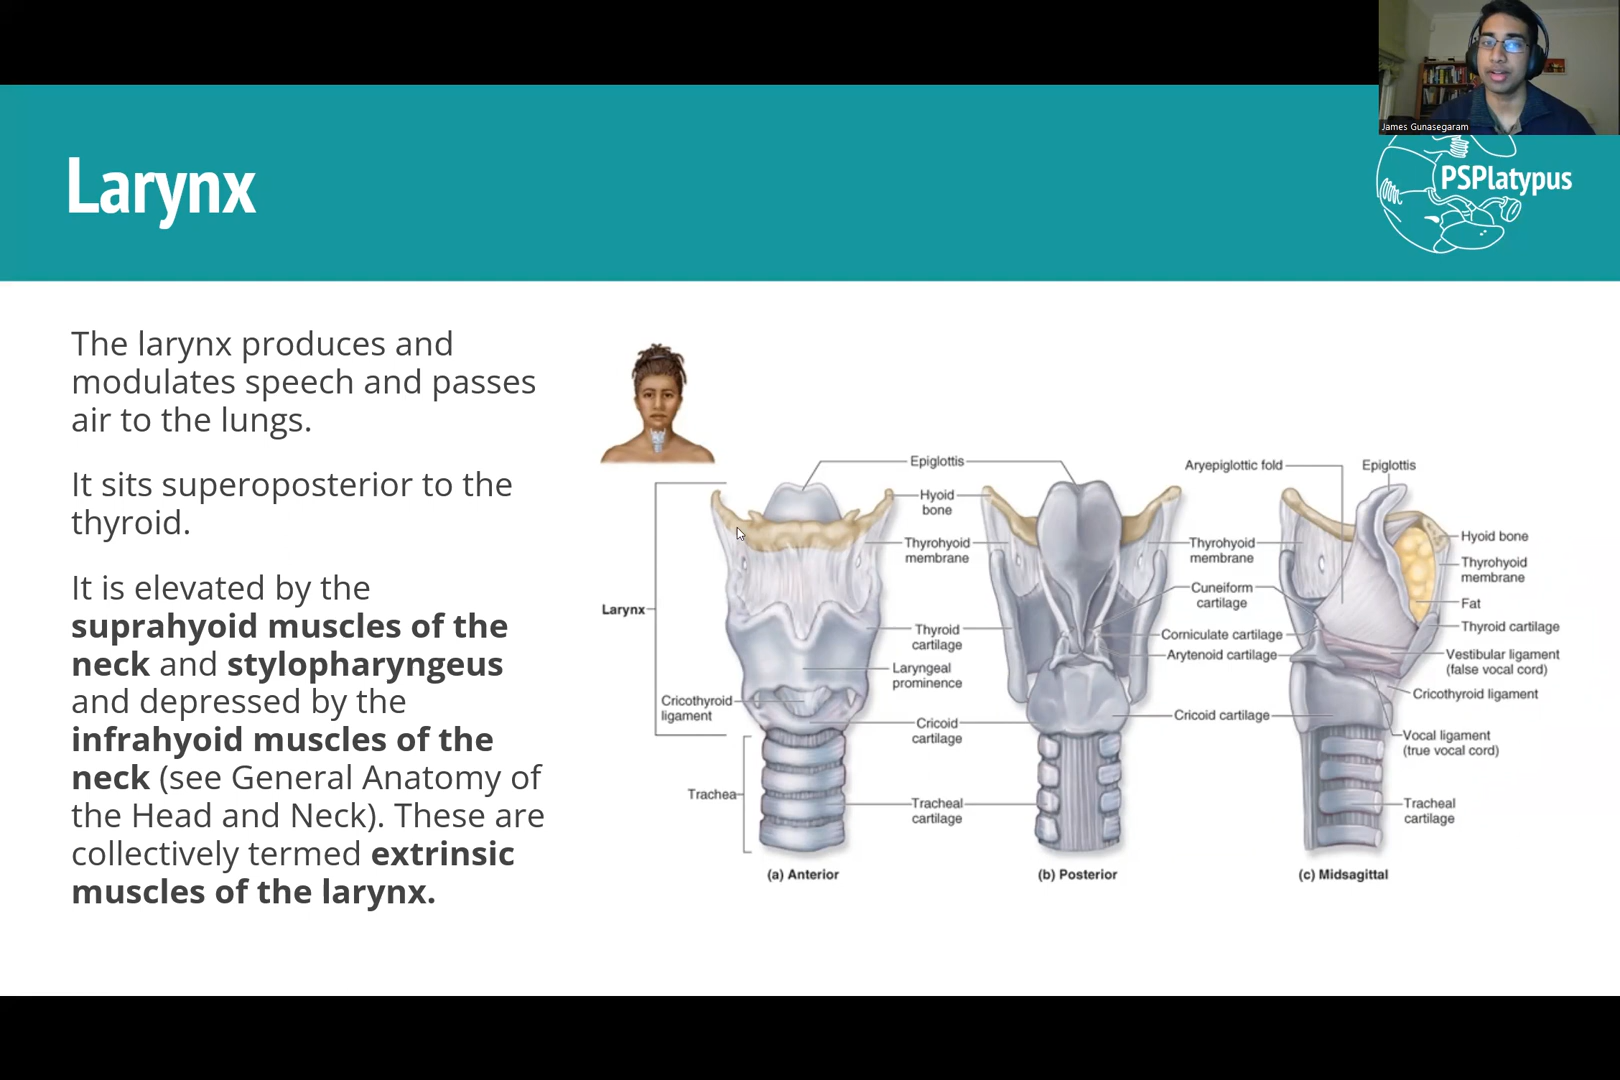 James Gunasegaram
PSPlatypus
Larynx
The larynx produces and
modulates speech and passes
air to the lungs.
It sits superoposterior to the
thyroid.
It is elevated by the
suprahyoid muscles of the
neck and stylopharyngeus
and depressed by the
infrahyoid muscles of the
neck (see General Anatomy of
the Head and Neck). These are
collectively termed extrinsic
muscles of the larynx.
Larynx
Cricothyroid
ligament
Trachea
Epiglottis
Hyoid
bone
Thyrohyoid
membrane
Thyroid
cartilage
Laryngeal
prominence
Cricoid
cartilage
Tracheal
cartilage
Aryepiglottic fold
Thyrohyoid
membrane
Cuneiform
cartilage
Corniculate cartilage
Arytenoid cartilage
Cricoid cartilage
Epiglottis
Hyoid bone
Thyrohyoid
membrane
Fat
Thyroid cartilage
Vestibular ligament
(false vocal cord)
Cricothyroid ligament
Vocal ligament
(true vocal cord)
Tracheal
cartilage
(a) Anterior
(b) Posterior
(c) Midsagittal